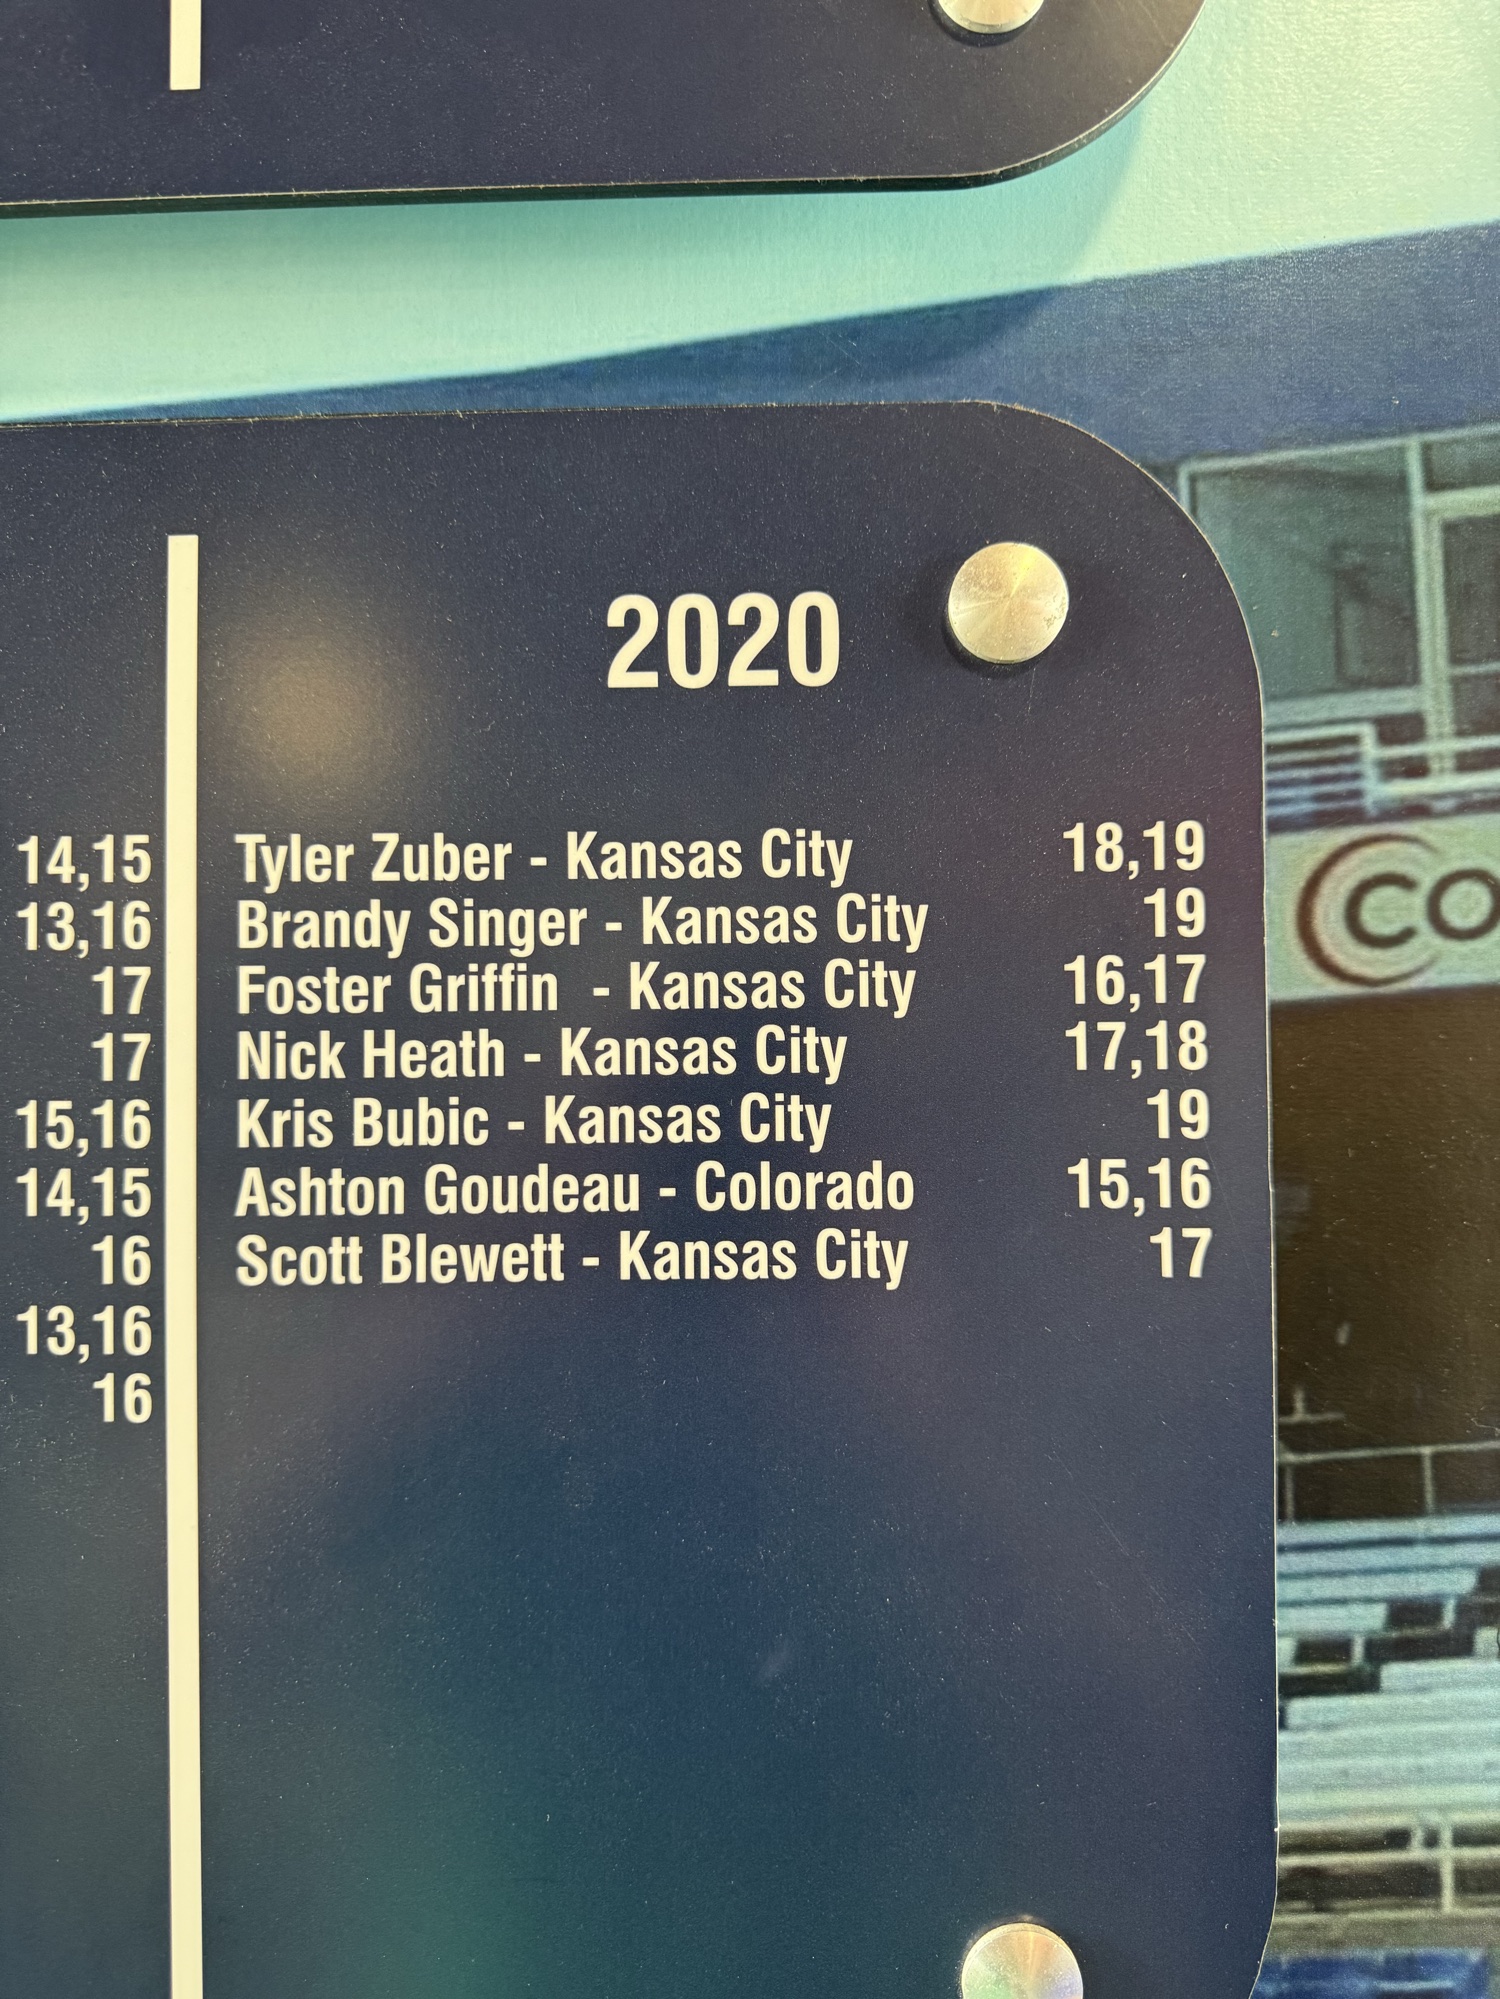 2020
14,15
13,16
17
17
15,16
14,15
16
13,16
16
Tyler Zuber - Kansas City 18,19
Brandy Singer - Kansas City 19
Foster Griffin - Kansas City 16,17
Nick Heath - Kansas City 17,18
Kris Bubic - Kansas City 19
Ashton Goudeau - Colorado 15,16
Scott Blewett - Kansas City 17
CO